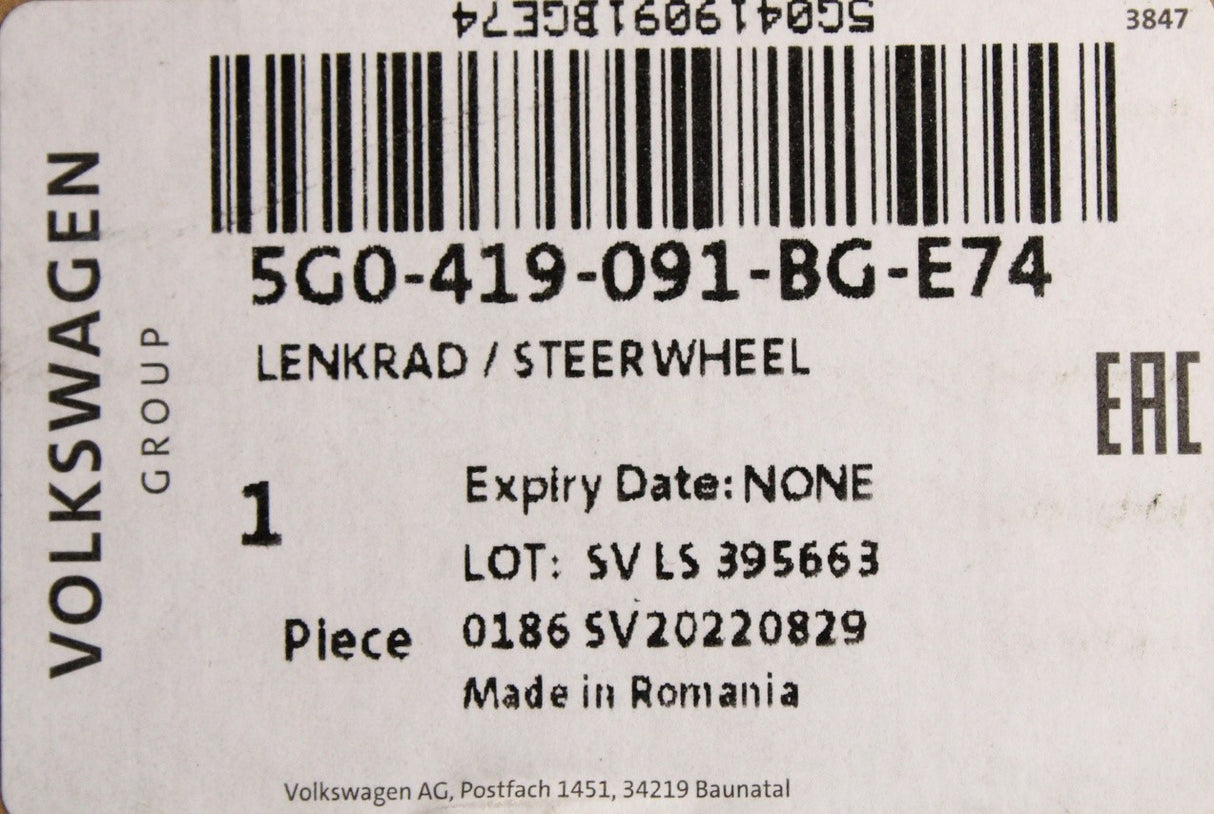 5G0419091BGE74
3847
5G0-419-091-BG-E74
LENKRAD / STEERWHEEL
EAC
VOLKSWAGEN
GROUP
1
Piece
Expiry Date: NONE
LOT: SV LS 395663
0186 SV20220829
Made in Romania
Volkswagen AG, Postfach 1451, 34219 Baunatal